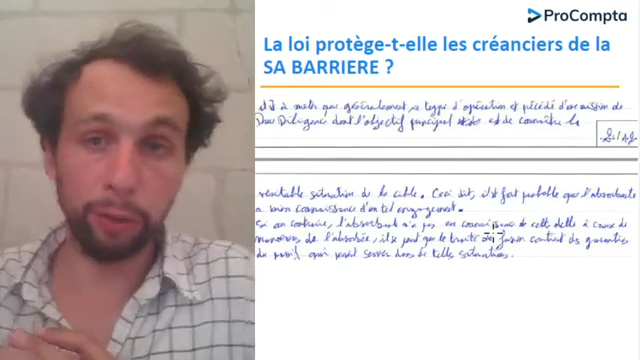 ProCompta
La loi protège-t-elle les créanciers de la
SA BARRIERE ?
à que généralement, ce type d'opération est précédé d'une mission de
Due Diligence dont l'objectif principal est de connaître la
véritable situation de la cible. Ceci dit, il est fort probable que l'absorbante
a bien connaissance d'un tel engagement.
Si au contraire, l'absorbante n'a pas eu connaissance de cette dette à cause de
manœuvres de l'absorbée, il se peut que le traité de fusion contient des garanties
du passif qui peut servir dans de telles situations.